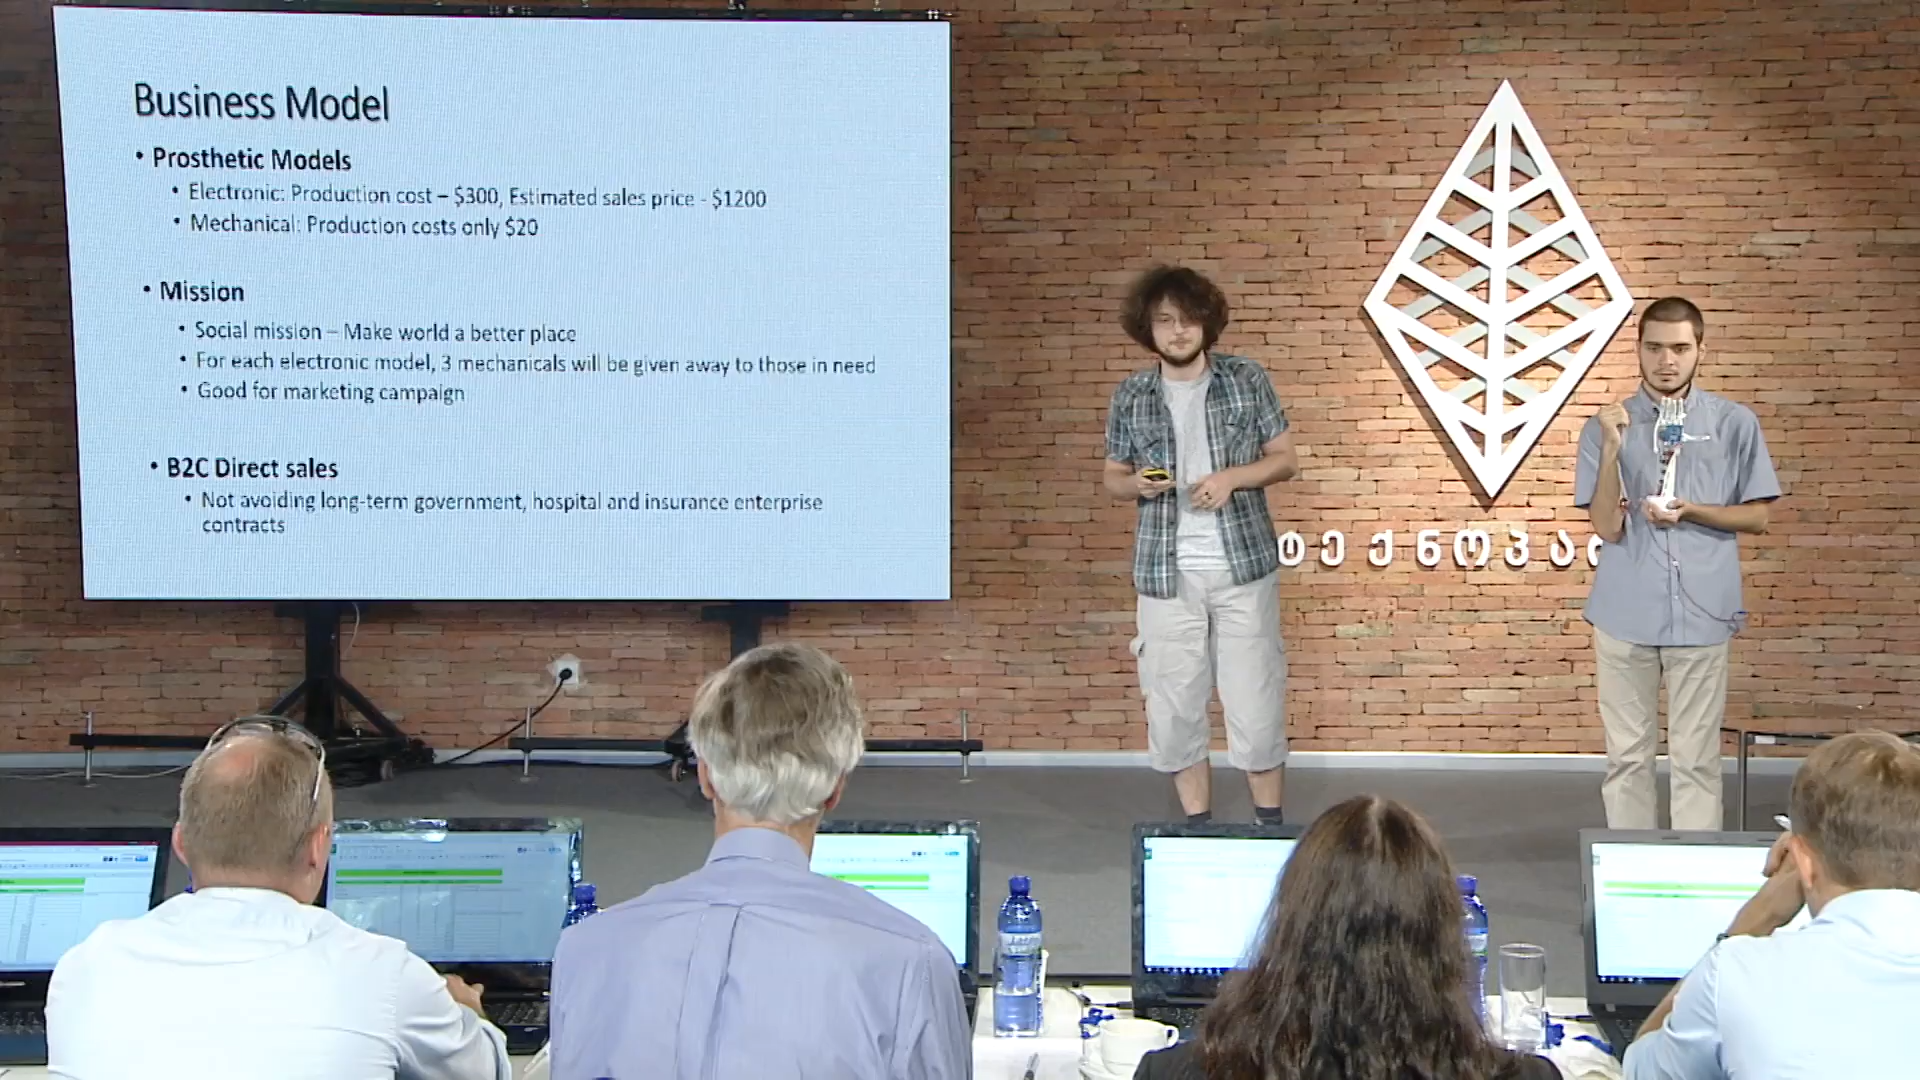 Business Model
• Prosthetic Models
• Electronic: Production cost – $300, Estimated sales price - $1200
• Mechanical: Production costs only $20
• Mission
• Social mission – Make world a better place
• For each electronic model, 3 mechanicals will be given away to those in need
• Good for marketing campaign
• B2C Direct sales
• Not avoiding long-term government, hospital and insurance enterprise
contracts
ტექნოპარ